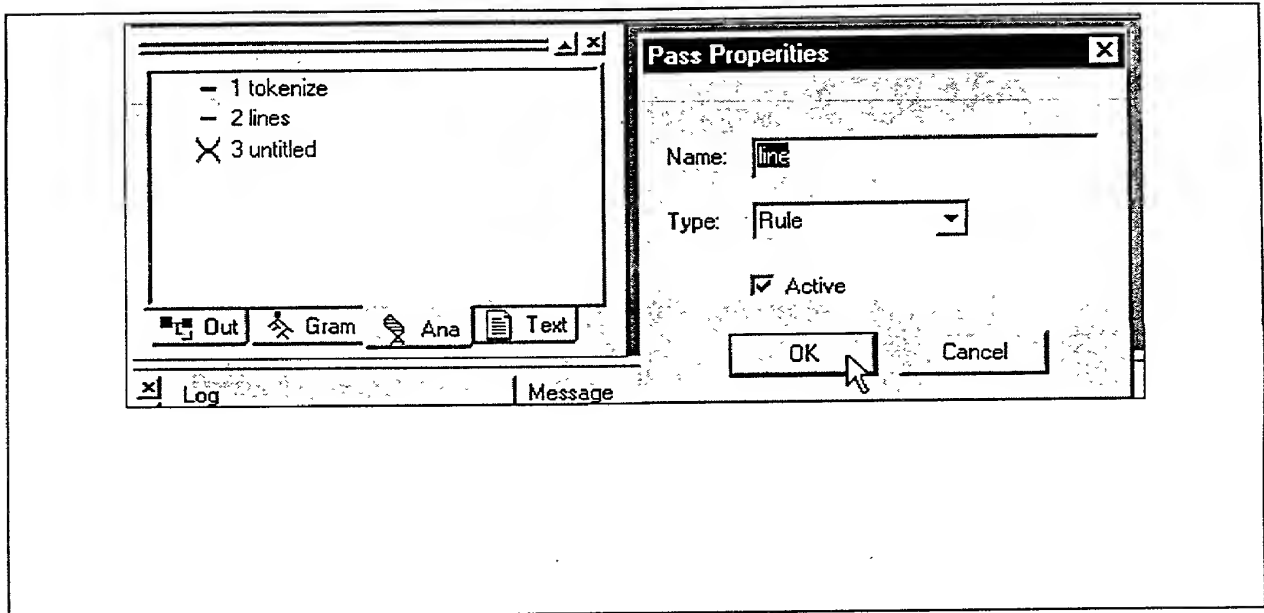 1 tokenize
2 lines
3 untitled
Out Gram Ana Text
Log Message
Pass Properities
Name: line
Type: Rule
Active
OK Cancel